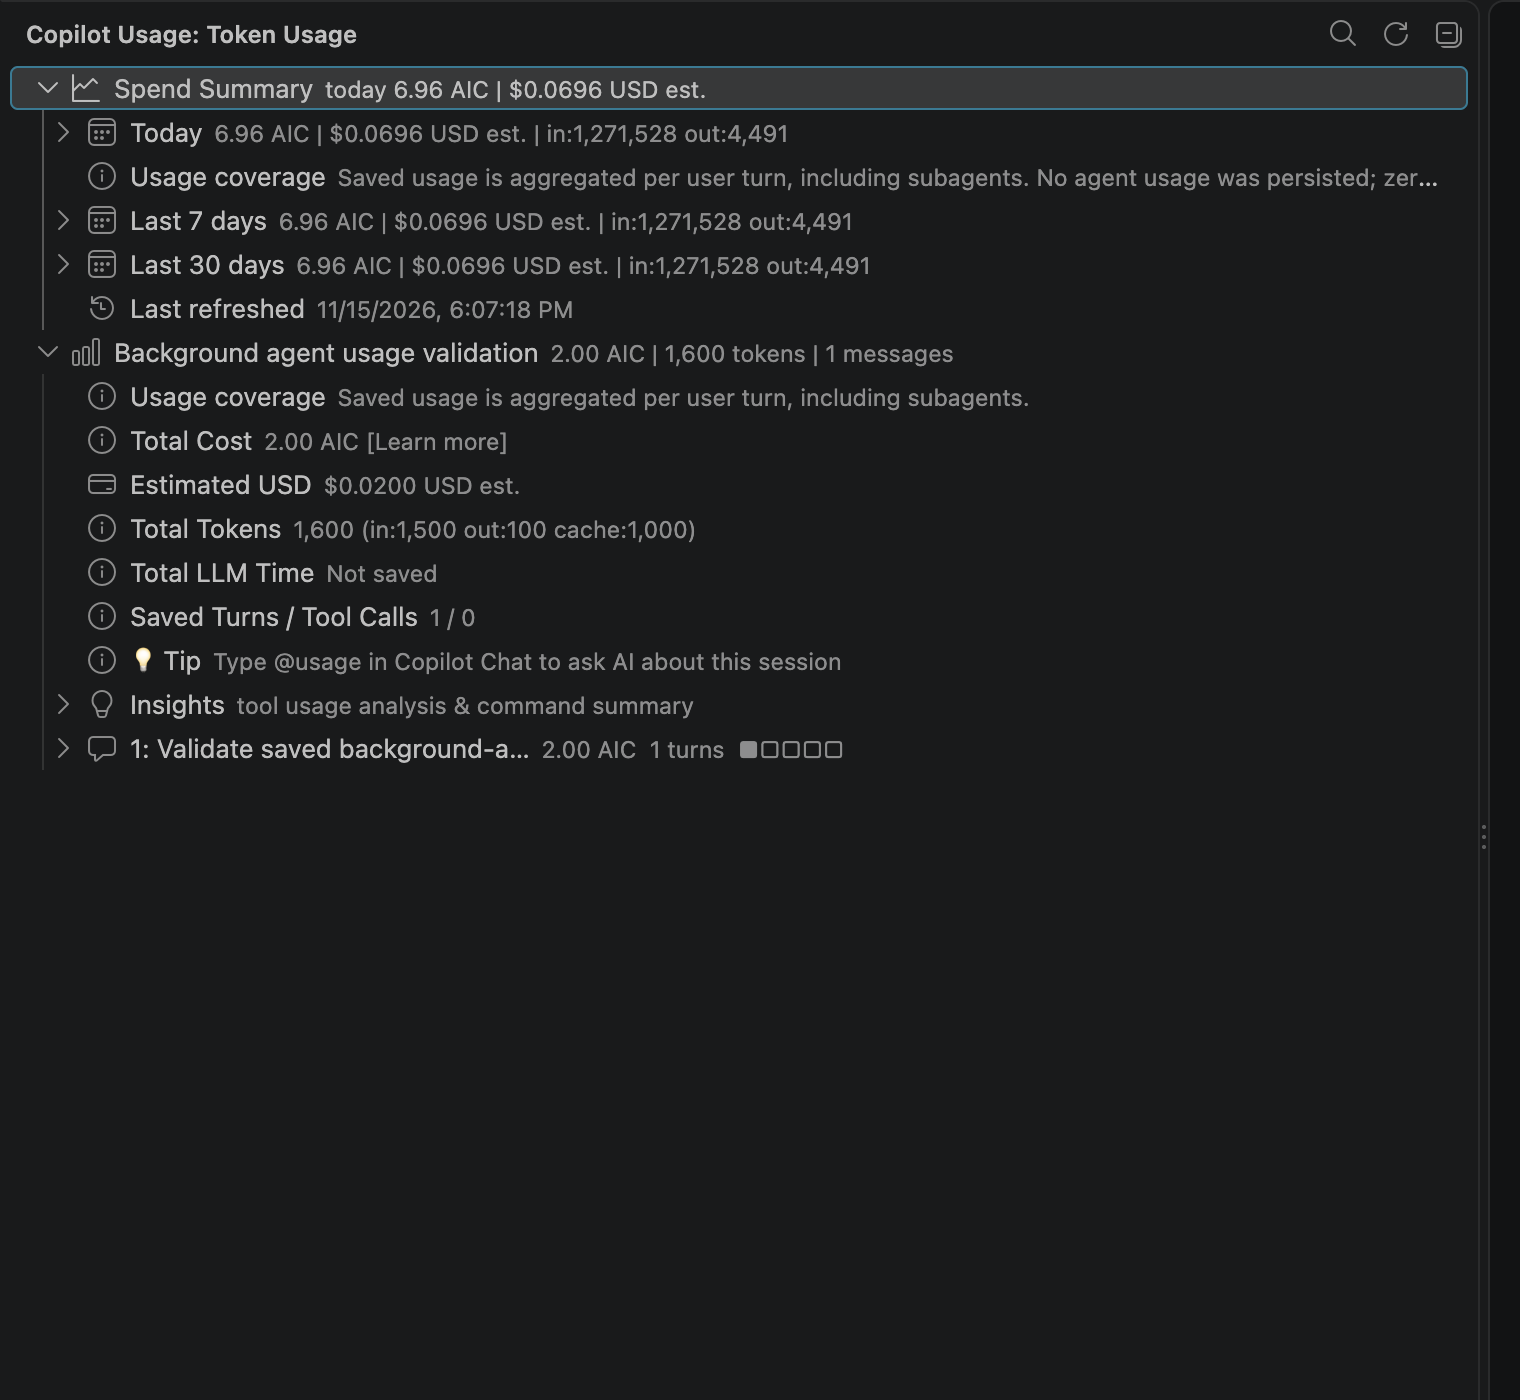 Copilot Usage: Token Usage
Spend Summary today 6.96 AIC | $0.0696 USD est.
Today 6.96 AIC | $0.0696 USD est. | in:1,271,528 out:4,491
Usage coverage Saved usage is aggregated per user turn, including subagents. No agent usage was persisted; zer...
Last 7 days 6.96 AIC | $0.0696 USD est. | in:1,271,528 out:4,491
Last 30 days 6.96 AIC | $0.0696 USD est. | in:1,271,528 out:4,491
Last refreshed 11/15/2026, 6:07:18 PM
Background agent usage validation 2.00 AIC | 1,600 tokens | 1 messages
Usage coverage Saved usage is aggregated per user turn, including subagents.
Total Cost 2.00 AIC [Learn more]
Estimated USD $0.0200 USD est.
Total Tokens 1,600 (in:1,500 out:100 cache:1,000)
Total LLM Time Not saved
Saved Turns / Tool Calls 1 / 0
💡 Tip Type @usage in Copilot Chat to ask AI about this session
Insights tool usage analysis & command summary
1: Validate saved background-a... 2.00 AIC 1 turns ■□□□□